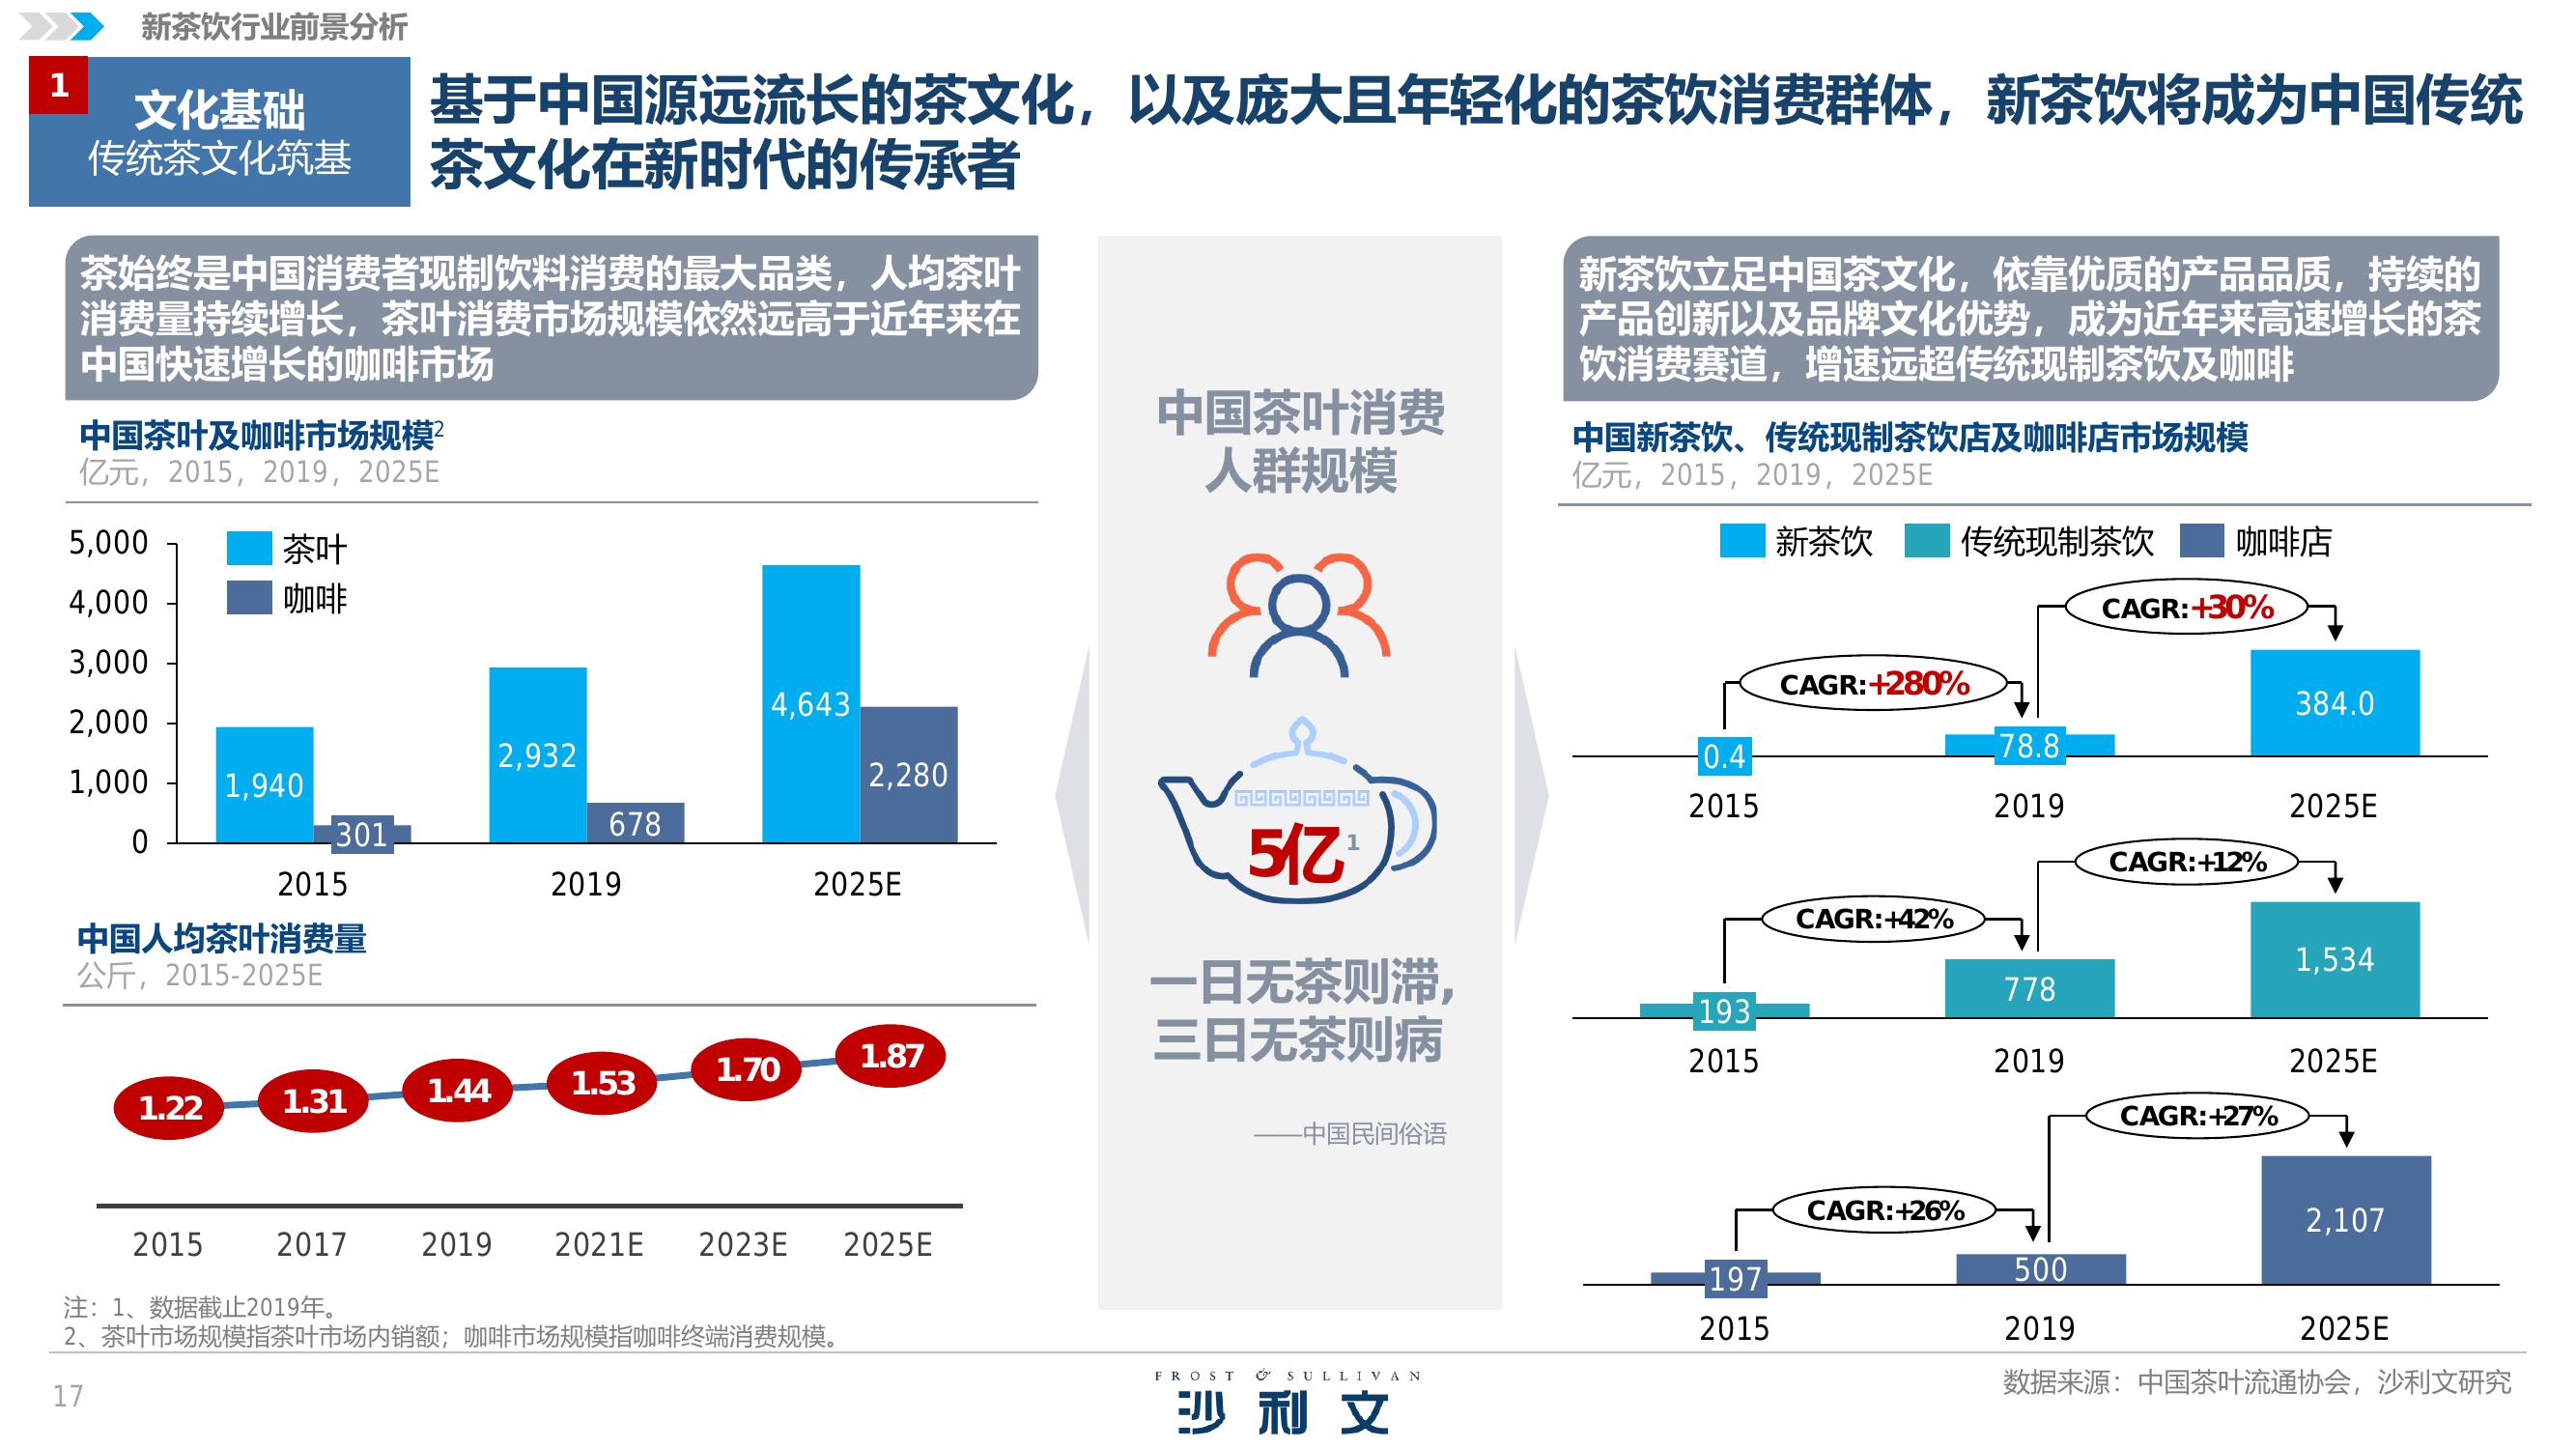 新茶饮行业前景分析
1
文化基础
传统茶文化筑基
基于中国源远流长的茶文化，以及庞大且年轻化的茶饮消费群体，新茶饮将成为中国传统
茶文化在新时代的传承者
茶始终是中国消费者现制饮料消费的最大品类，人均茶叶
消费量持续增长，茶叶消费市场规模依然远高于近年来在
中国快速增长的咖啡市场
中国茶叶及咖啡市场规模2
亿元，2015，2019，2025E
5,000
4,000
3,000
2,000
1,000
0
茶叶
咖啡
1,940
301
2,932
678
4,643
2,280
2015 2019 2025E
中国人均茶叶消费量
公斤，2015-2025E
1.22 1.31 1.44 1.53 1.70 1.87
2015 2017 2019 2021E 2023E 2025E
注：1、数据截止2019年。
2、茶叶市场规模指茶叶市场内销额；咖啡市场规模指咖啡终端消费规模。
中国茶叶消费
人群规模
5亿1
一日无茶则滞，
三日无茶则病
——中国民间俗语
新茶饮立足中国茶文化，依靠优质的产品品质，持续的
产品创新以及品牌文化优势，成为近年来高速增长的茶
饮消费赛道，增速远超传统现制茶饮及咖啡
中国新茶饮、传统现制茶饮店及咖啡店市场规模
亿元，2015，2019，2025E
新茶饮 传统现制茶饮 咖啡店
CAGR:+30%
CAGR:+280%
0.4 78.8 384.0
2015 2019 2025E
CAGR:+12%
CAGR:+42%
193 778 1,534
2015 2019 2025E
CAGR:+27%
CAGR:+26%
197 500 2,107
2015 2019 2025E
17
FROST & SULLIVAN
沙利文
数据来源：中国茶叶流通协会，沙利文研究